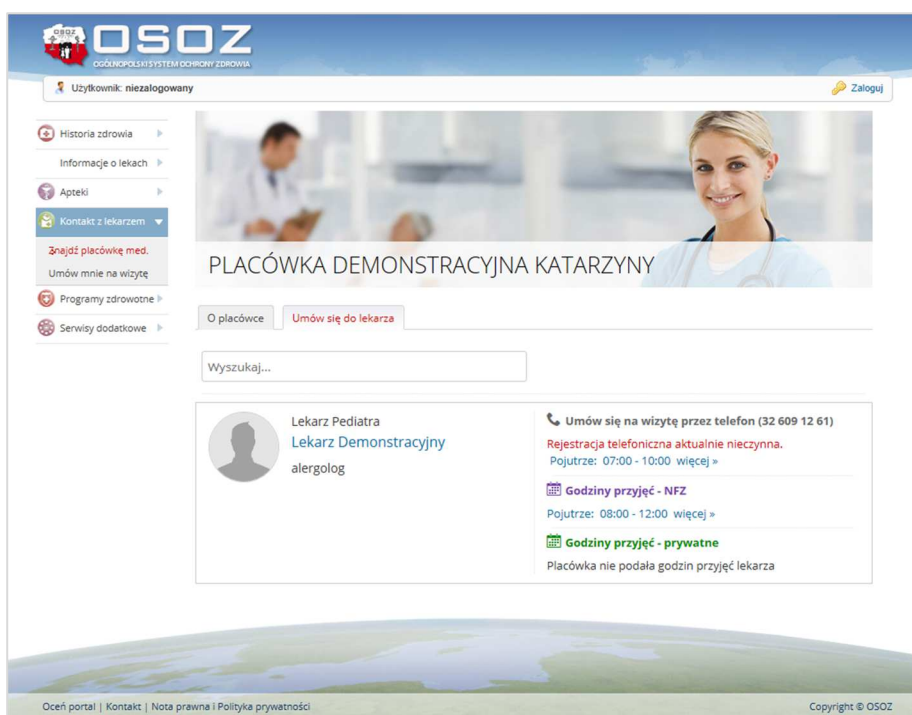 OSOZ
OSOZ
OGÓLNOPOLSKI SYSTEM OCHRONY ZDROWIA
Użytkownik: niezalogowany
Zaloguj
Historia zdrowia
Informacje o lekach
Apteki
Kontakt z lekarzem
Znajdź placówkę med.
Umów mnie na wizytę
Programy zdrowotne
Serwisy dodatkowe
PLACÓWKA DEMONSTRACYJNA KATARZYNY
O placówce
Umów się do lekarza
Wyszukaj...
Lekarz Pediatra
Lekarz Demonstracyjny
alergolog
Umów się na wizytę przez telefon (32 609 12 61)
Rejestracja telefoniczna aktualnie nieczynna.
Pojutrze: 07:00 - 10:00 więcej »
Godziny przyjęć - NFZ
Pojutrze: 08:00 - 12:00 więcej »
Godziny przyjęć - prywatne
Placówka nie podała godzin przyjęć lekarza
Oceń portal | Kontakt | Nota prawna i Polityka prywatności
Copyright © OSOZ